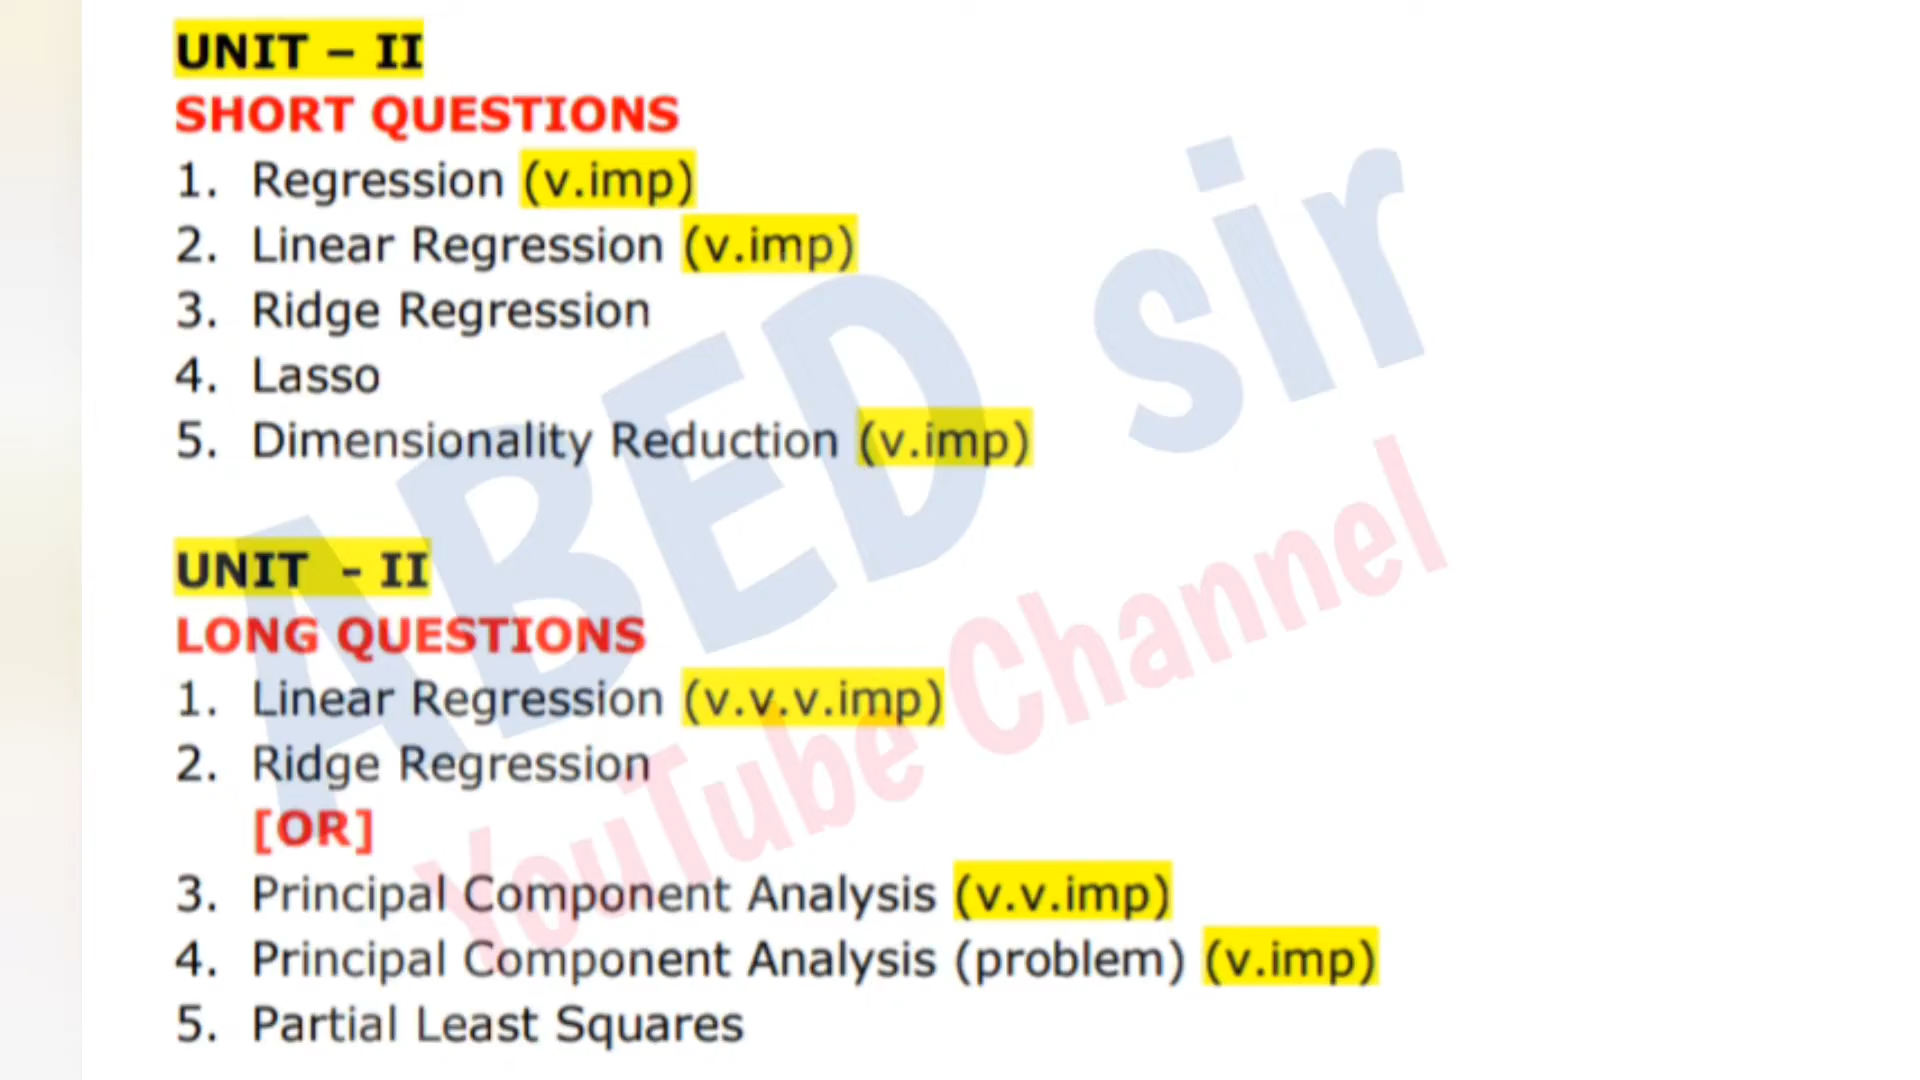 UNIT – II
SHORT QUESTIONS
1. Regression (v.imp)
2. Linear Regression (v.imp)
3. Ridge Regression
4. Lasso
5. Dimensionality Reduction (v.imp)
UNIT - II
LONG QUESTIONS
1. Linear Regression (v.v.v.imp)
2. Ridge Regression
[OR]
3. Principal Component Analysis (v.v.imp)
4. Principal Component Analysis (problem) (v.imp)
5. Partial Least Squares
ABED sir
YouTube Channel